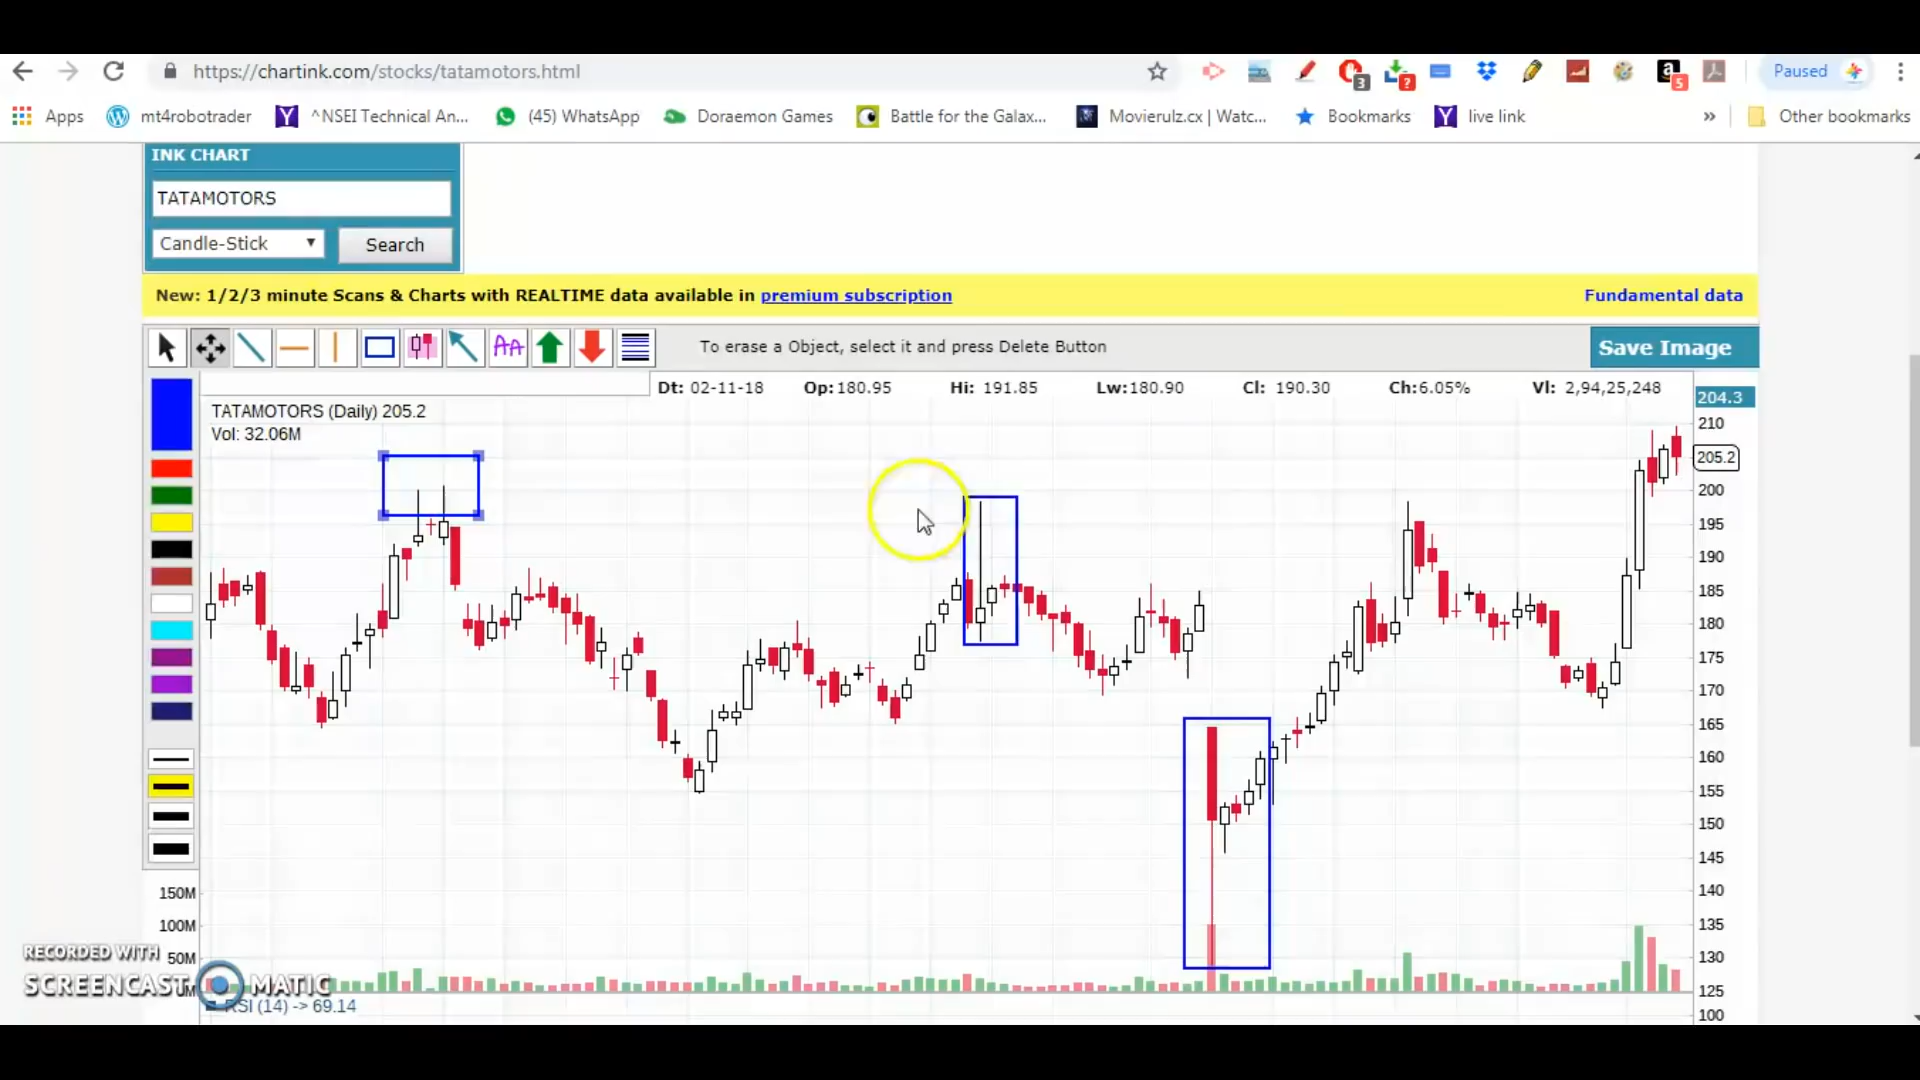 https://chartink.com/stocks/tatamotors.html
3
?
a
5
Paused
Apps
mt4robotrader
^NSEI Technical An...
(45) WhatsApp
Doraemon Games
Battle for the Galax...
Movierulz.cx | Watc...
Bookmarks
live link
»
Other bookmarks
INK CHART
TATAMOTORS
Candle-Stick
Search
New: 1/2/3 minute Scans & Charts with REALTIME data available in premium subscription
Fundamental data
AA
To erase a Object, select it and press Delete Button
Save Image
Dt: 02-11-18 Op:180.95 Hi: 191.85 Lw:180.90 Cl: 190.30 Ch:6.05% Vl: 2,94,25,248
204.3
TATAMOTORS (Daily) 205.2
Vol: 32.06M
210
205.2
200
195
190
185
180
175
170
165
160
155
150
145
140
135
130
125
100
150M
100M
50M
RECORDED WITH
SCREENCAST MATIC
RSI (14) -> 69.14